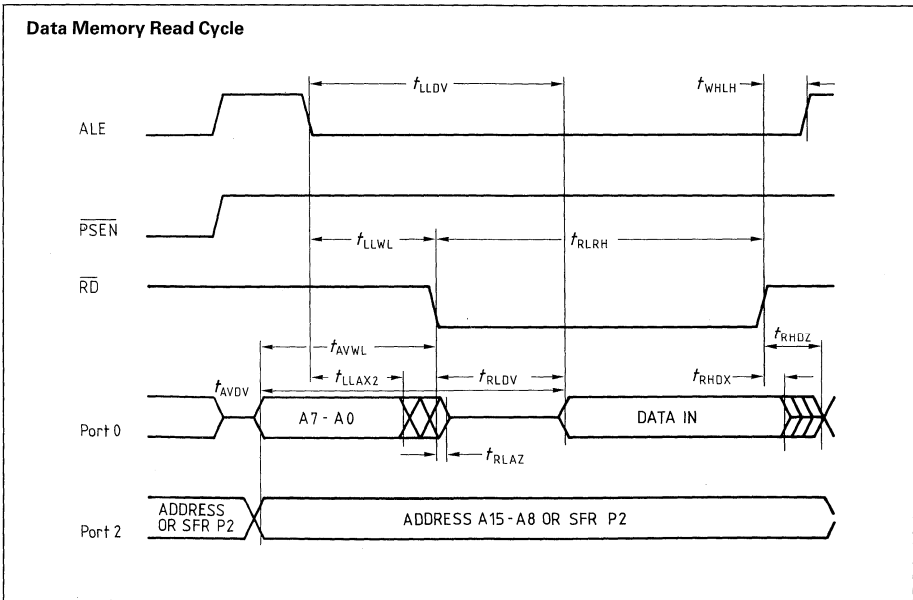 Data Memory Read Cycle
tLLDV
tWHLH
ALE
PSEN
tLLWL
tRLRH
RD
tAVWL
tRHDZ
tAVDV
tLLAX2
tRLDV
tRHDX
Port 0
A7 - A0
DATA IN
tRLAZ
Port 2
ADDRESS
OR SFR P2
ADDRESS A15 - A8 OR SFR P2